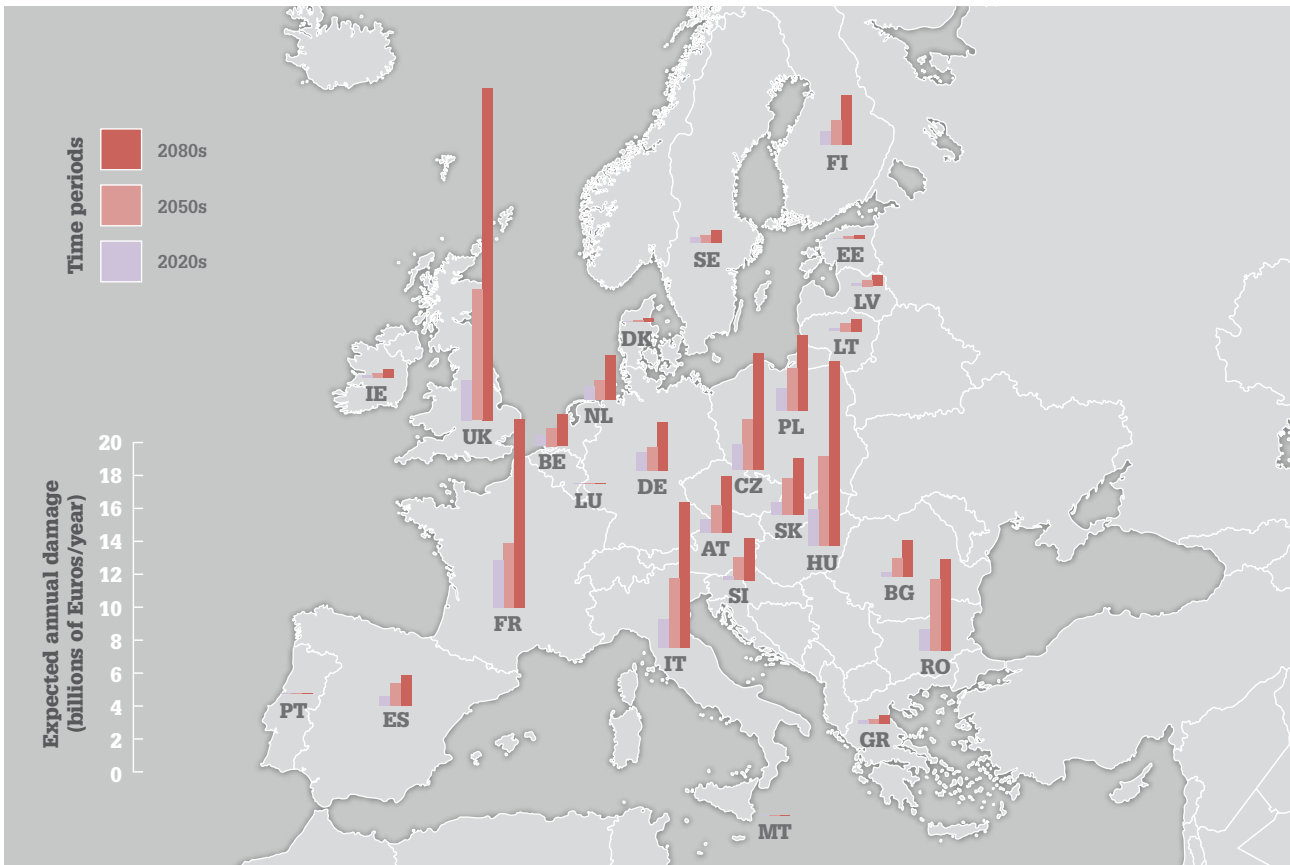 Time periods
2080s
2050s
2020s
FI
SE
EE
LV
LT
DK
IE
NL
PL
UK
BE
DE
CZ
LU
SK
AT
HU
SI
BG
FR
IT
RO
PT
ES
GR
MT
Expected annual damage
(billions of Euros/year)
20
18
16
14
12
10
8
6
4
2
0